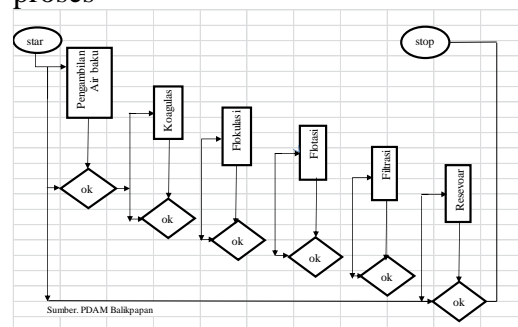 proses
star
stop
Pengambilan
Air baku
Koagulas
Flokulasi
Flotasi
Filtrasi
Resevoar
ok
ok
ok
ok
ok
ok
Sumber. PDAM Balikpapan